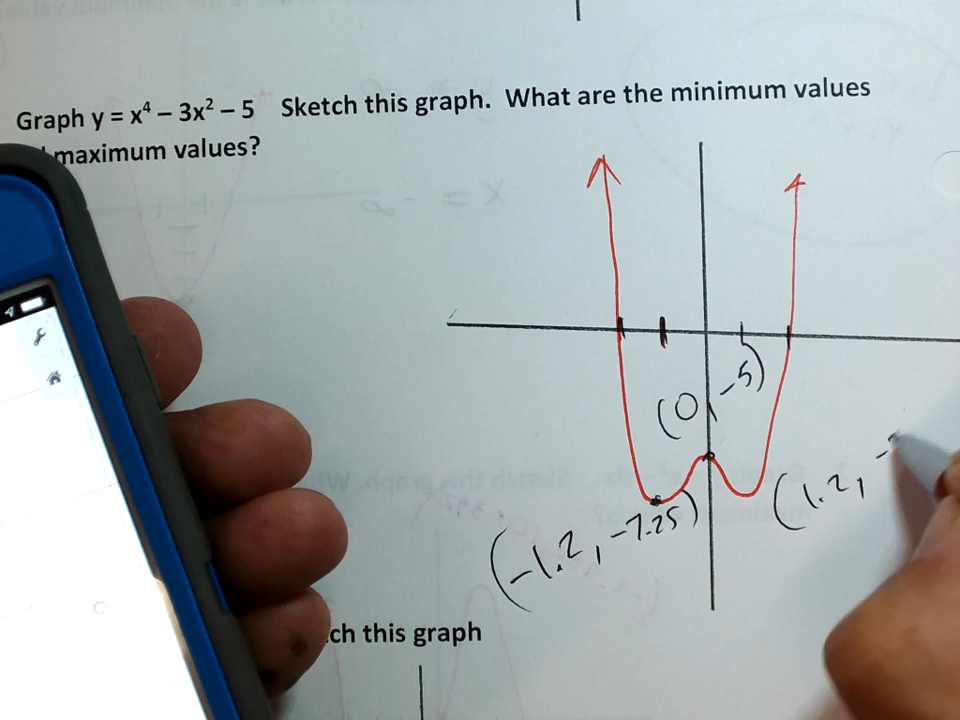 Graph y = x⁴ – 3x² – 5 Sketch this graph. What are the minimum values
maximum values?
(0, -5)
(-1.2, -7.25)
(1.2, -
ch this graph